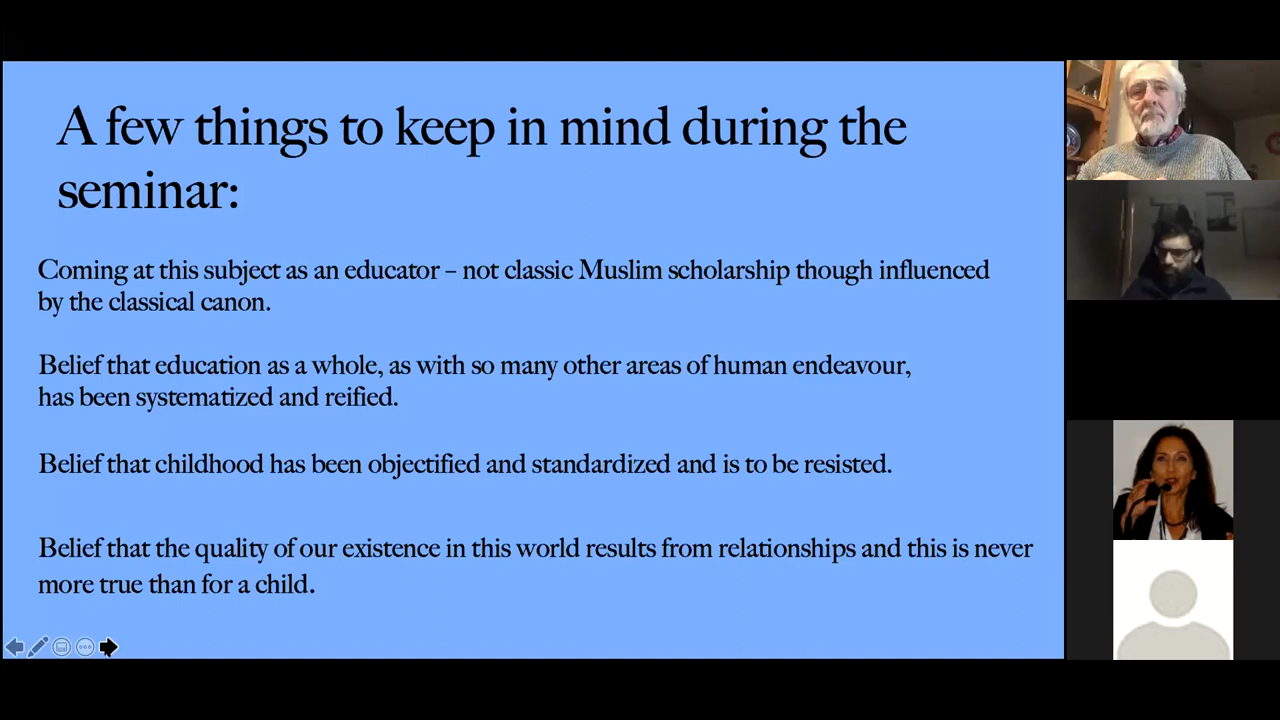 A few things to keep in mind during the
seminar:
Coming at this subject as an educator – not classic Muslim scholarship though influenced
by the classical canon.
Belief that education as a whole, as with so many other areas of human endeavour,
has been systematized and reified.
Belief that childhood has been objectified and standardized and is to be resisted.
Belief that the quality of our existence in this world results from relationships and this is never
more true than for a child.